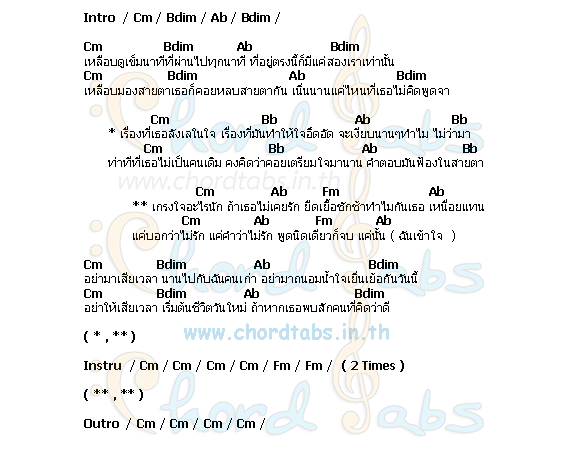 Intro / Cm / Bdim / Ab / Bdim /
Cm Bdim Ab Bdim
เหลือบดูเข็มนาทีที่ผ่านไปทุกนาที ที่อยู่ตรงนี้ก็มีแค่สองเราเท่านั้น
Cm Bdim Ab Bdim
เหลือบมองสายตาเธอก็คอยหลบสายตากัน เนิ่นนานแค่ไหนที่เธอไม่คิดพูดจา
Cm Bb Ab Bb
* เรื่องที่เธอลังเลในใจ เรื่องที่มันทำให้ใจอึดอัด จะเงียบนานๆทำไม ไม่ว่ามา
Cm Bb Ab Bb
ท่าทีที่เธอไม่เป็นคนเดิม คงคิดว่าคอยเตรียมใจมานาน คำตอบมันฟ้องในสายตา
www.chordtabs.in.th
Cm Ab Fm Ab
** เกรงใจอะไรนัก ถ้าเธอไม่เคยรัก ยืดเยื้อชักช้าทำไมกันเธอ เหนื่อยแทน
Cm Ab Fm Ab
แค่บอกว่าไม่รัก แค่คำว่าไม่รัก พูดนิดเดียวก็จบ แค่นั้น ( ฉันเข้าใจ )
Cm Bdim Ab Bdim
อย่ามาเสียเวลา นานไปกับฉันคนเก่า อย่ามาถนอมน้ำใจเยิ่นเย้อกันวันนี้
Cm Bdim Ab Bdim
อย่าให้เสียเวลา เริ่มต้นชีวิตวันใหม่ ถ้าหากเธอพบสักคนที่คิดว่าดี
( * , ** )
www.chordtabs.in.th
Instru / Cm / Cm / Cm / Cm / Fm / Fm / ( 2 Times )
( ** , ** )
Chord Tabs
Outro / Cm / Cm / Cm / Cm /